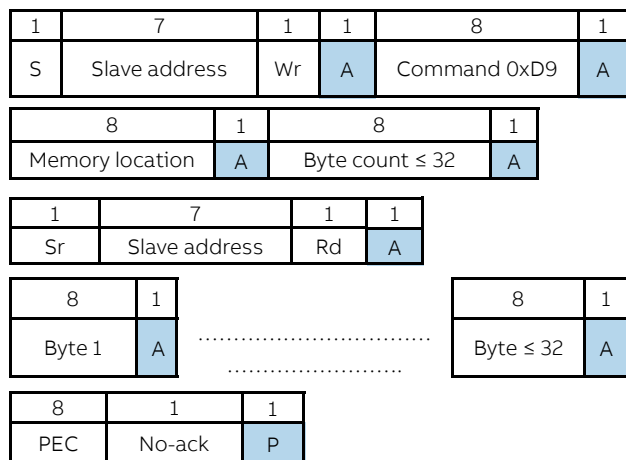 1 7 1 1 8 1
S Slave address Wr A Command 0xD9 A
8 1 8 1
Memory location A Byte count ≤ 32 A
1 7 1 1
Sr Slave address Rd A
8 1 8 1
Byte 1 A ................................. Byte ≤ 32 A
........................
8 1 1
PEC No-ack P